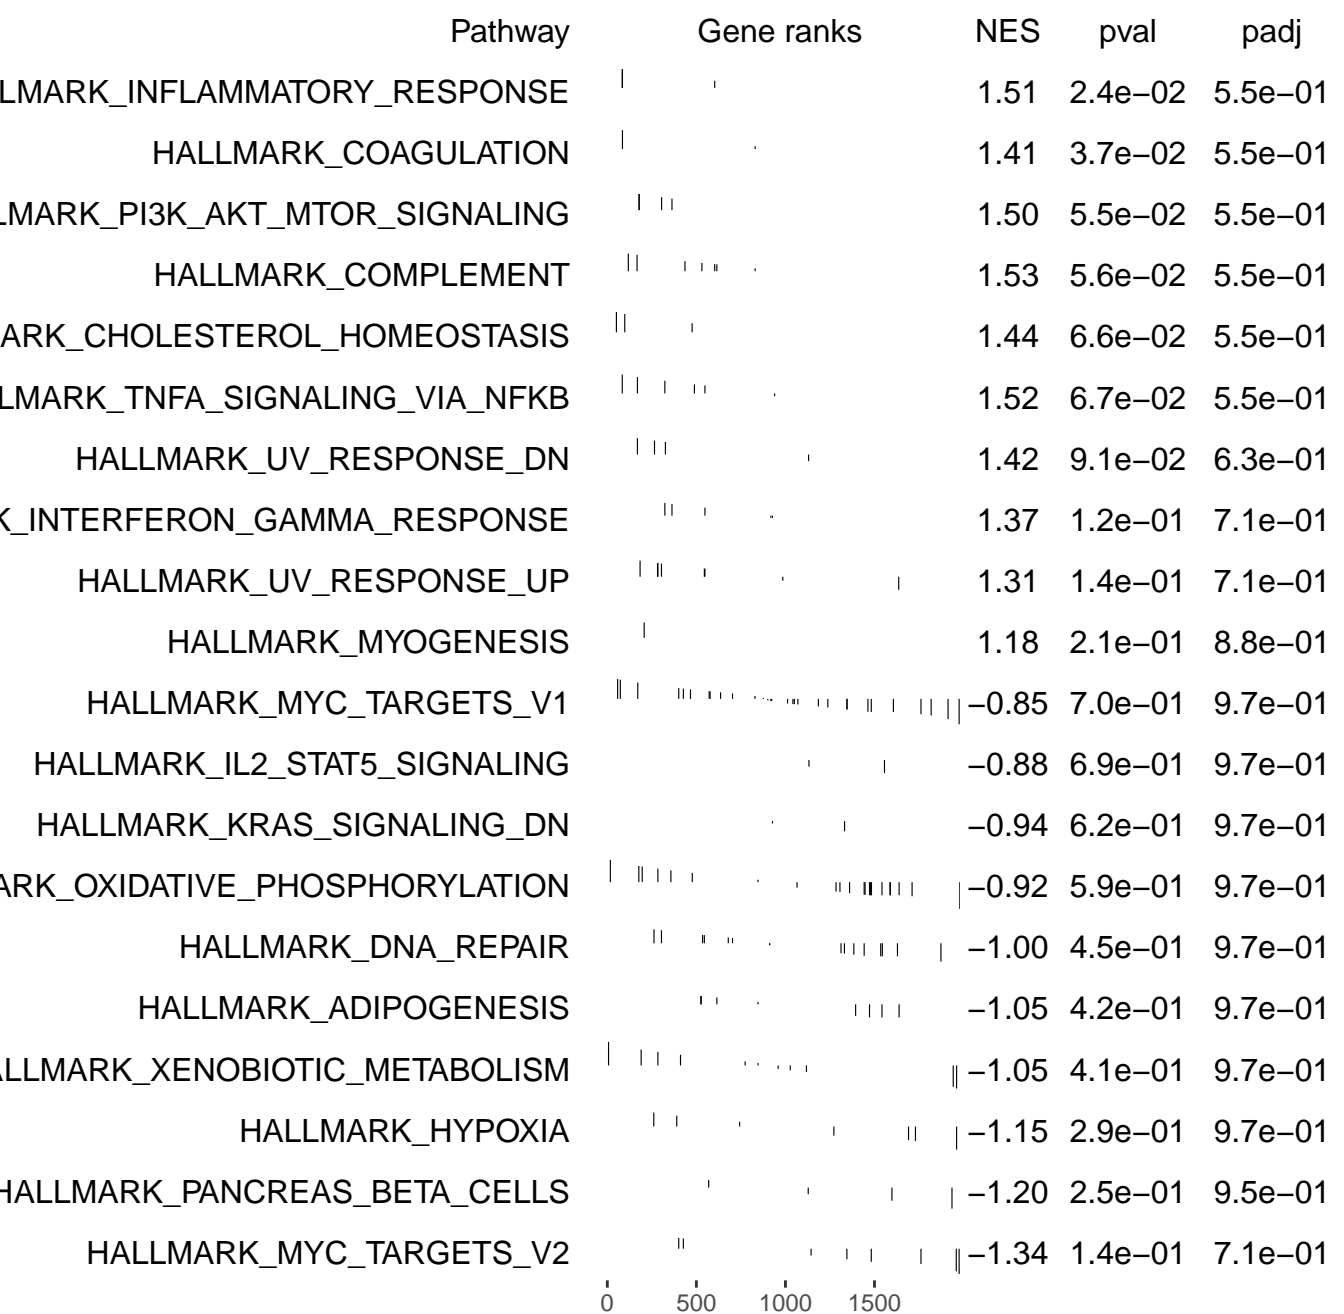 Pathway Gene ranks NES pval padj
LMARK_INFLAMMATORY_RESPONSE 1.51 2.4e−02 5.5e−01
HALLMARK_COAGULATION 1.41 3.7e−02 5.5e−01
LMARK_PI3K_AKT_MTOR_SIGNALING 1.50 5.5e−02 5.5e−01
HALLMARK_COMPLEMENT 1.53 5.6e−02 5.5e−01
ARK_CHOLESTEROL_HOMEOSTASIS 1.44 6.6e−02 5.5e−01
LMARK_TNFA_SIGNALING_VIA_NFKB 1.52 6.7e−02 5.5e−01
HALLMARK_UV_RESPONSE_DN 1.42 9.1e−02 6.3e−01
K_INTERFERON_GAMMA_RESPONSE 1.37 1.2e−01 7.1e−01
HALLMARK_UV_RESPONSE_UP 1.31 1.4e−01 7.1e−01
HALLMARK_MYOGENESIS 1.18 2.1e−01 8.8e−01
HALLMARK_MYC_TARGETS_V1 −0.85 7.0e−01 9.7e−01
HALLMARK_IL2_STAT5_SIGNALING −0.88 6.9e−01 9.7e−01
HALLMARK_KRAS_SIGNALING_DN −0.94 6.2e−01 9.7e−01
ARK_OXIDATIVE_PHOSPHORYLATION −0.92 5.9e−01 9.7e−01
HALLMARK_DNA_REPAIR −1.00 4.5e−01 9.7e−01
HALLMARK_ADIPOGENESIS −1.05 4.2e−01 9.7e−01
ALLMARK_XENOBIOTIC_METABOLISM −1.05 4.1e−01 9.7e−01
HALLMARK_HYPOXIA −1.15 2.9e−01 9.7e−01
HALLMARK_PANCREAS_BETA_CELLS −1.20 2.5e−01 9.5e−01
HALLMARK_MYC_TARGETS_V2 −1.34 1.4e−01 7.1e−01
0 500 1000 1500